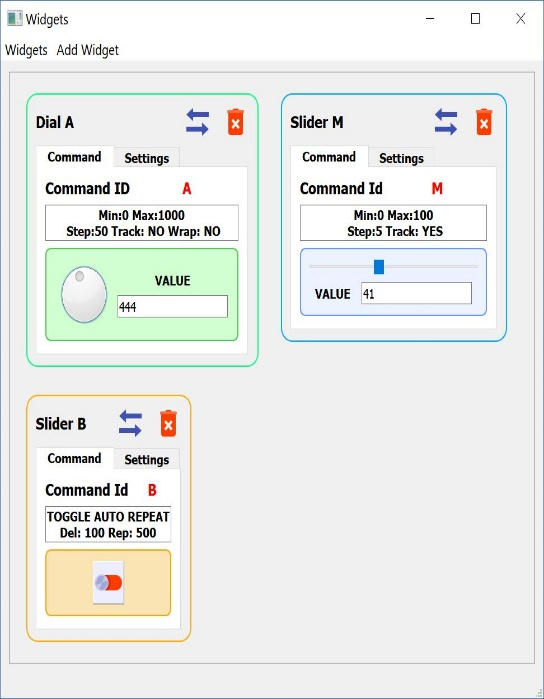 Widgets
Widgets Add Widget
Dial A
Command Settings
Command ID A
Min:0 Max:1000
Step:50 Track: NO Wrap: NO
VALUE
444
Slider M
Command Settings
Command Id M
Min:0 Max:100
Step:5 Track: YES
VALUE 41
Slider B
Command Settings
Command Id B
TOGGLE AUTO REPEAT
Del: 100 Rep: 500